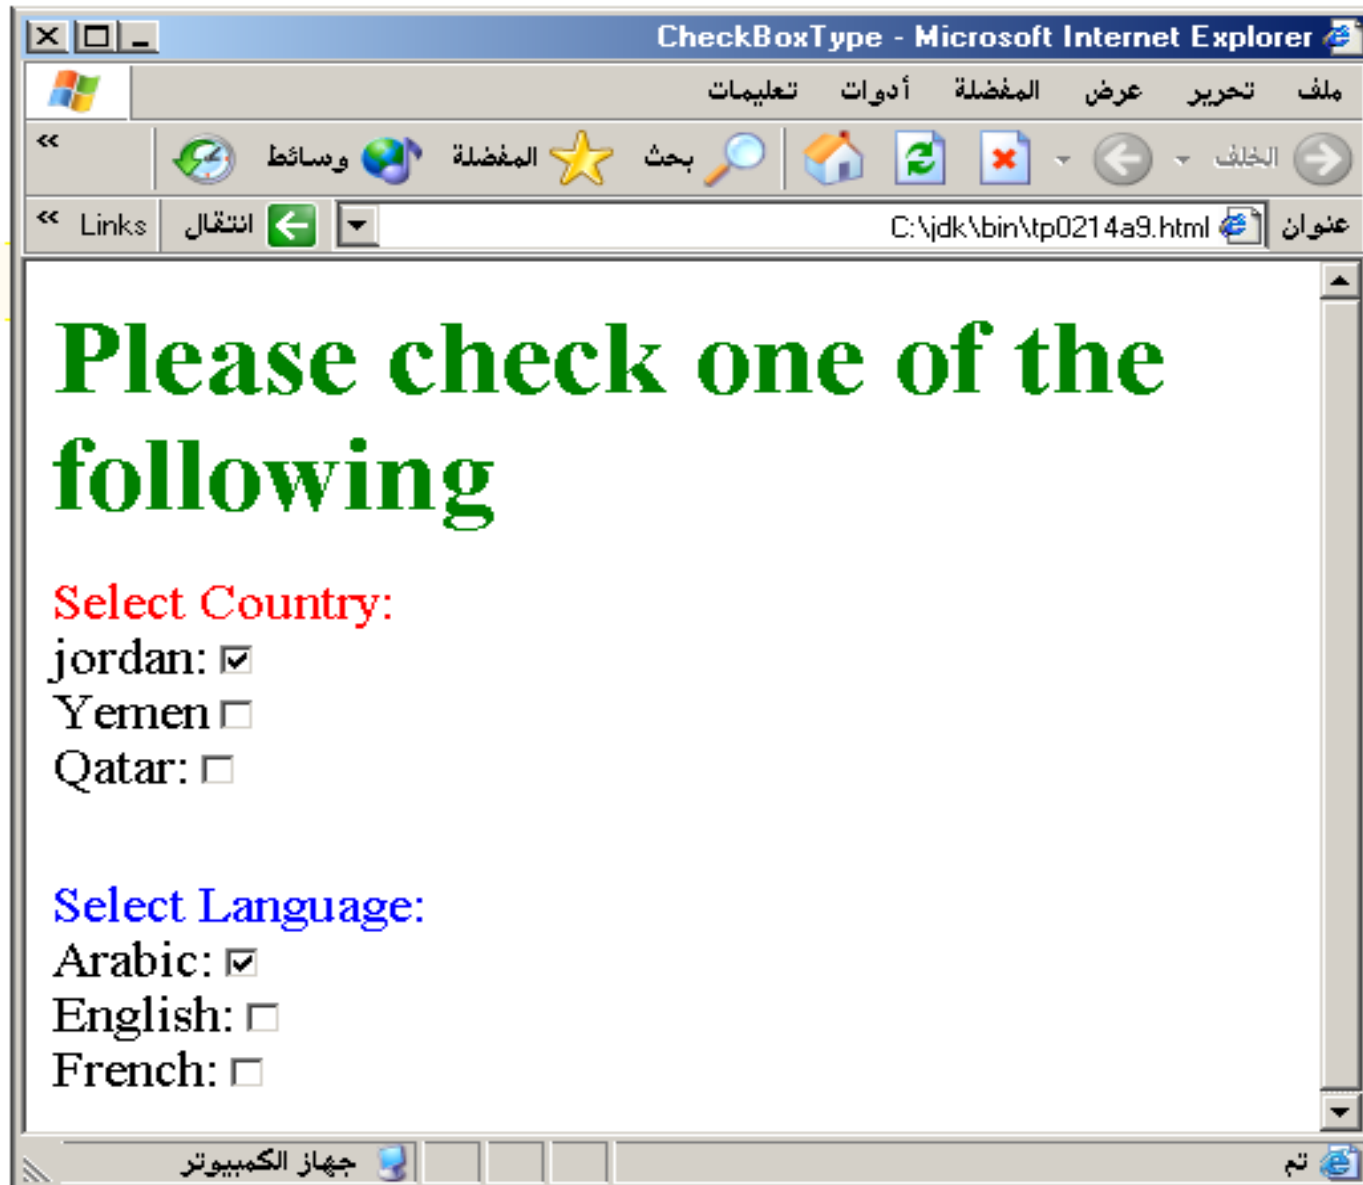 CheckBoxType - Microsoft Internet Explorer
ملف تحرير عرض المفضلة أدوات تعليمات
الخلف بحث المفضلة وسائط »
عنوان C:\jdk\bin\tp0214a9.html انتقال Links »
Please check one of the
following
Select Country:
jordan:
Yemen
Qatar:
Select Language:
Arabic:
English:
French:
تم جهاز الكمبيوتر